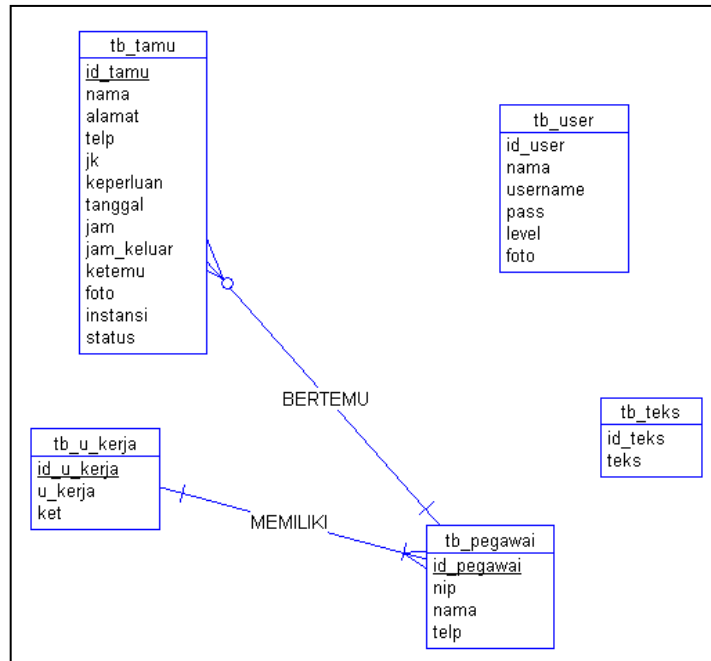 tb_tamu
id_tamu
nama
alamat
telp
jk
keperluan
tanggal
jam
jam_keluar
ketemu
foto
instansi
status
tb_user
id_user
nama
username
pass
level
foto
BERTEMU
tb_teks
id_teks
teks
tb_u_kerja
id_u_kerja
u_kerja
ket
MEMILIKI
tb_pegawai
id_pegawai
nip
nama
telp